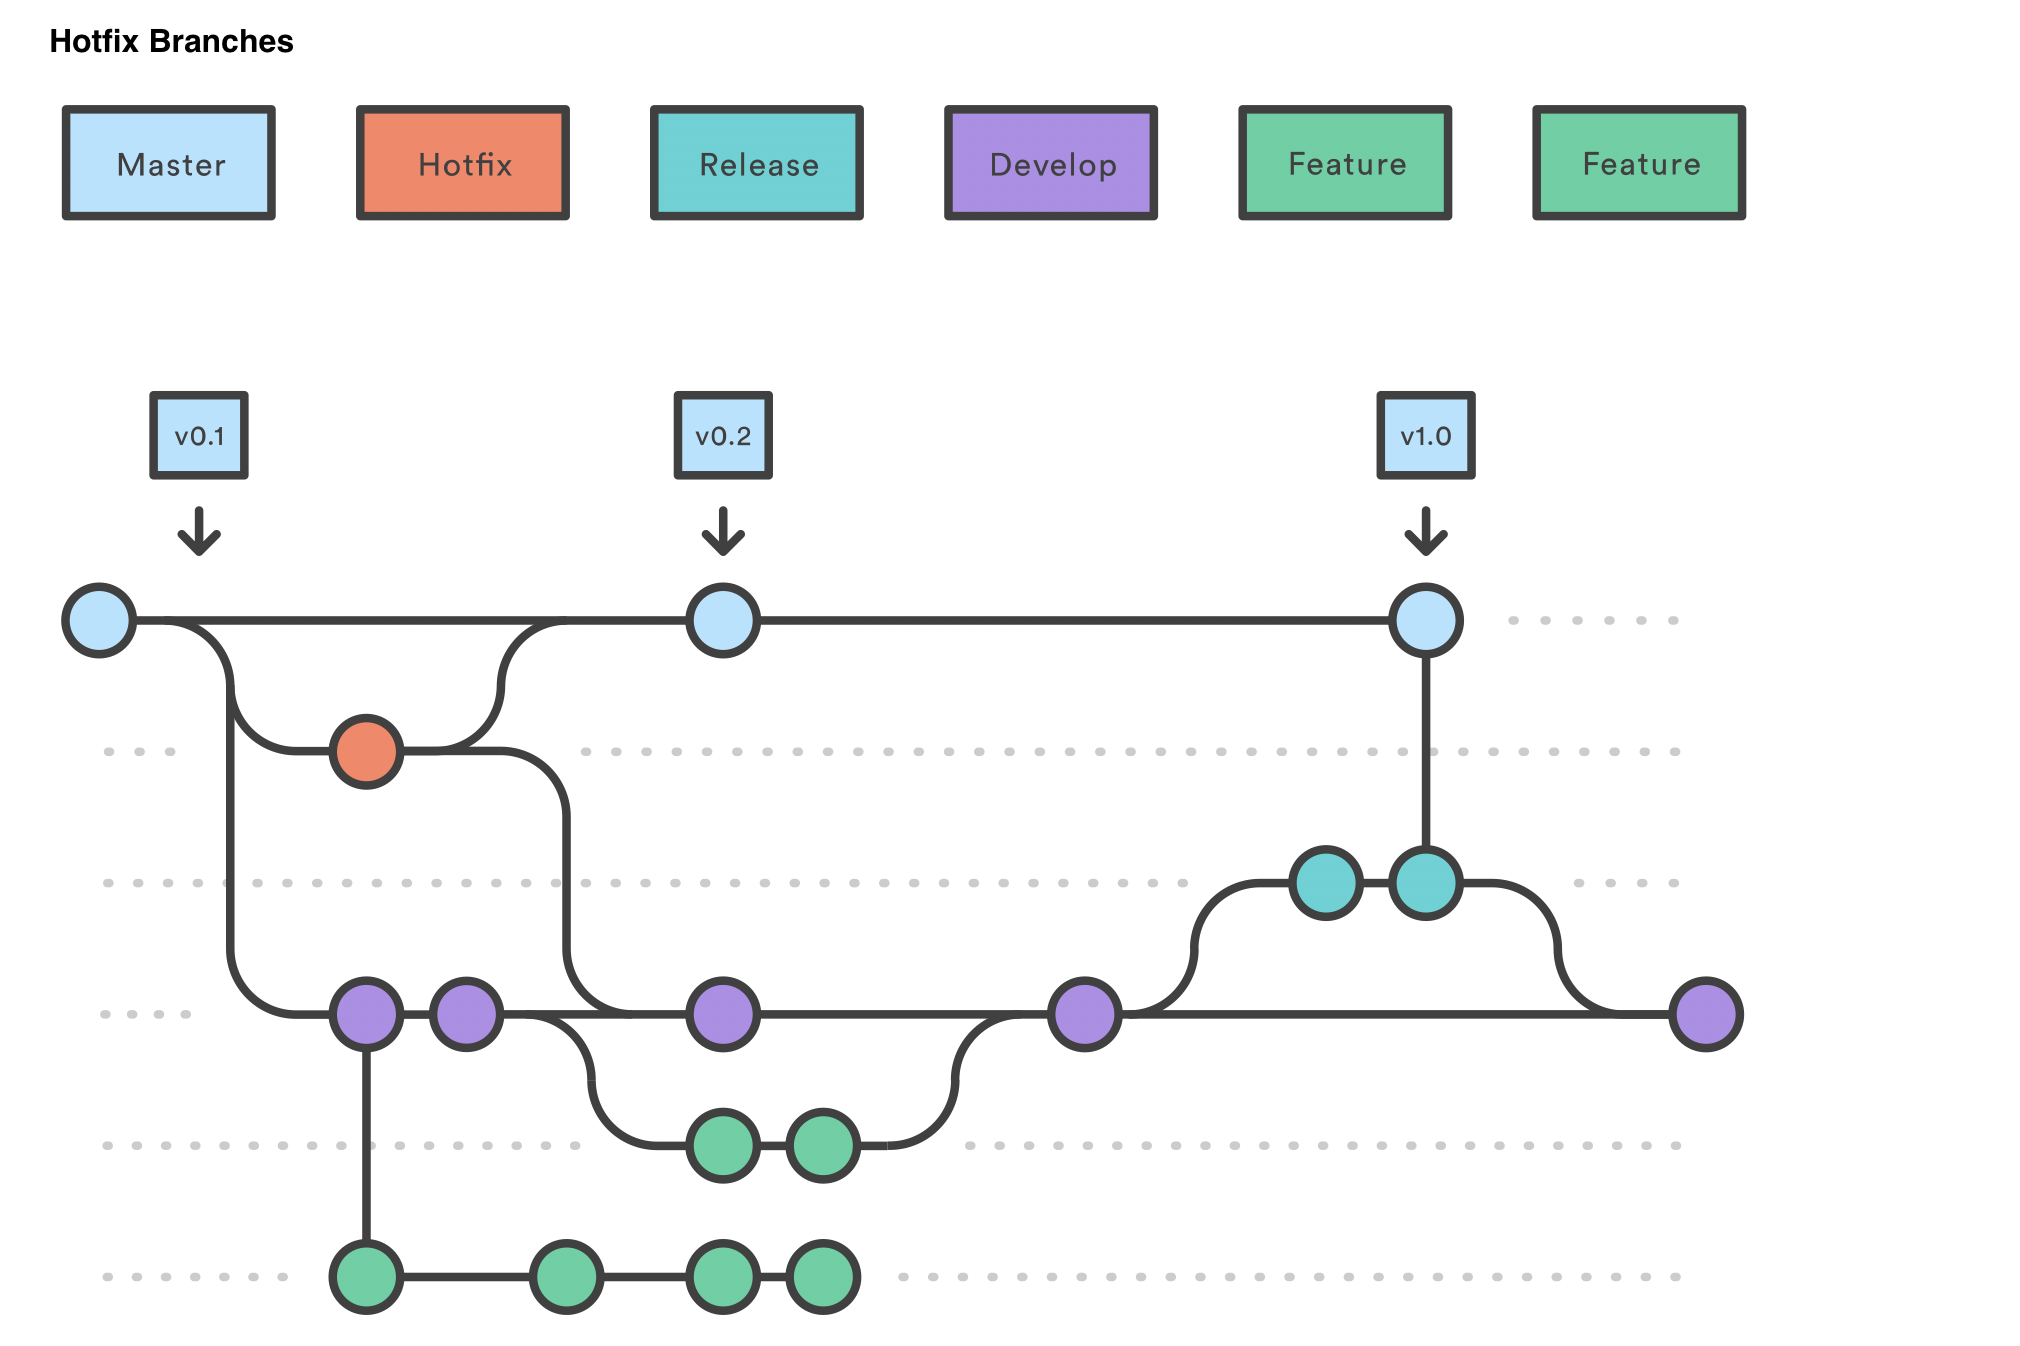 Hotfix Branches
Master
Hotfix
Release
Develop
Feature
Feature
v0.1
v0.2
v1.0